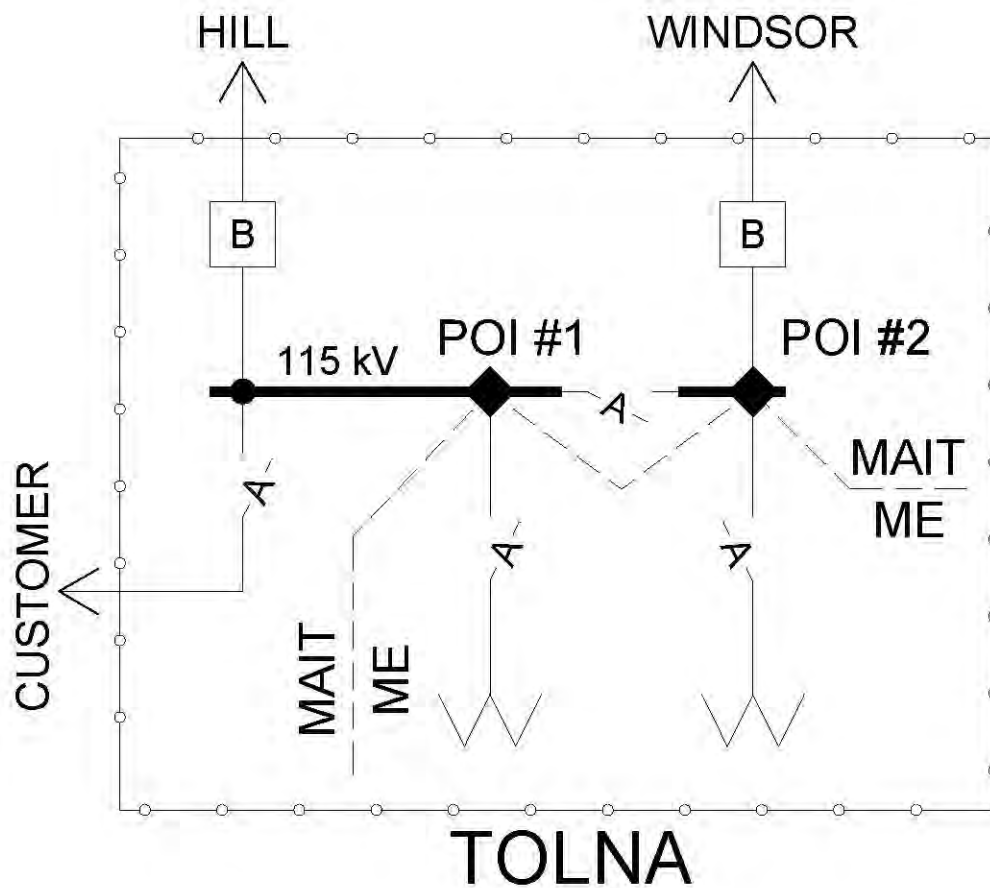 HILL
WINDSOR
B
B
115 kV
POI #1
POI #2
A
A
MAIT
ME
CUSTOMER
A
A
MAIT
ME
TOLNA